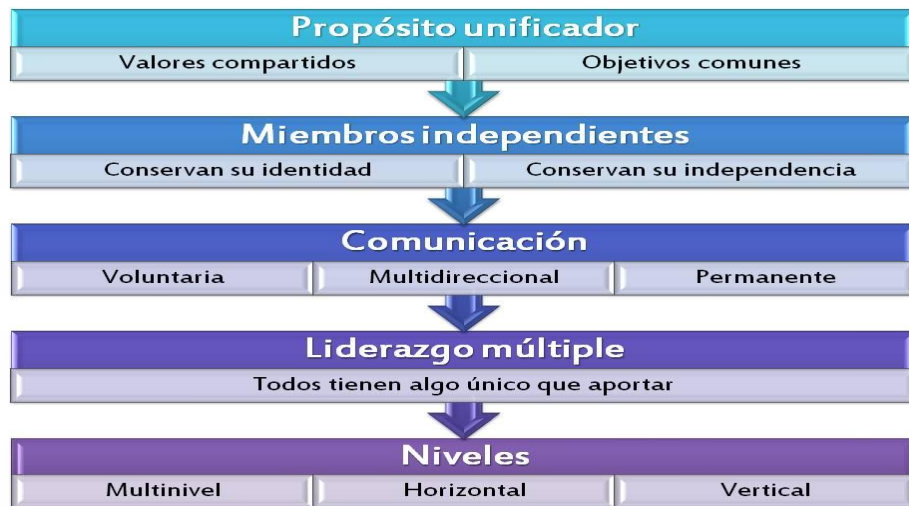 Propósito unificador
Valores compartidos
Objetivos comunes
Miembros independientes
Conservan su identidad
Conservan su independencia
Comunicación
Voluntaria
Multidireccional
Permanente
Liderazgo múltiple
Todos tienen algo único que aportar
Niveles
Multinivel
Horizontal
Vertical